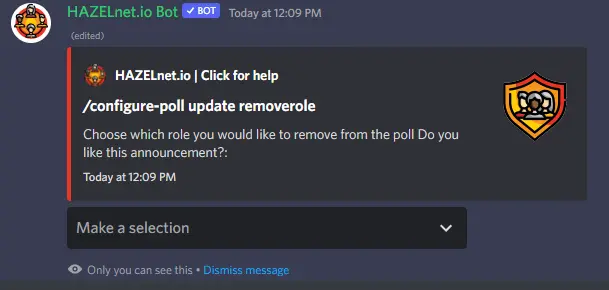 HAZELnet.io Bot ✓ BOT Today at 12:09 PM
(edited)
HAZELnet.io | Click for help
/configure-poll update removerole
Choose which role you would like to remove from the poll Do you
like this announcement?:
Today at 12:09 PM
Make a selection
Only you can see this • Dismiss message